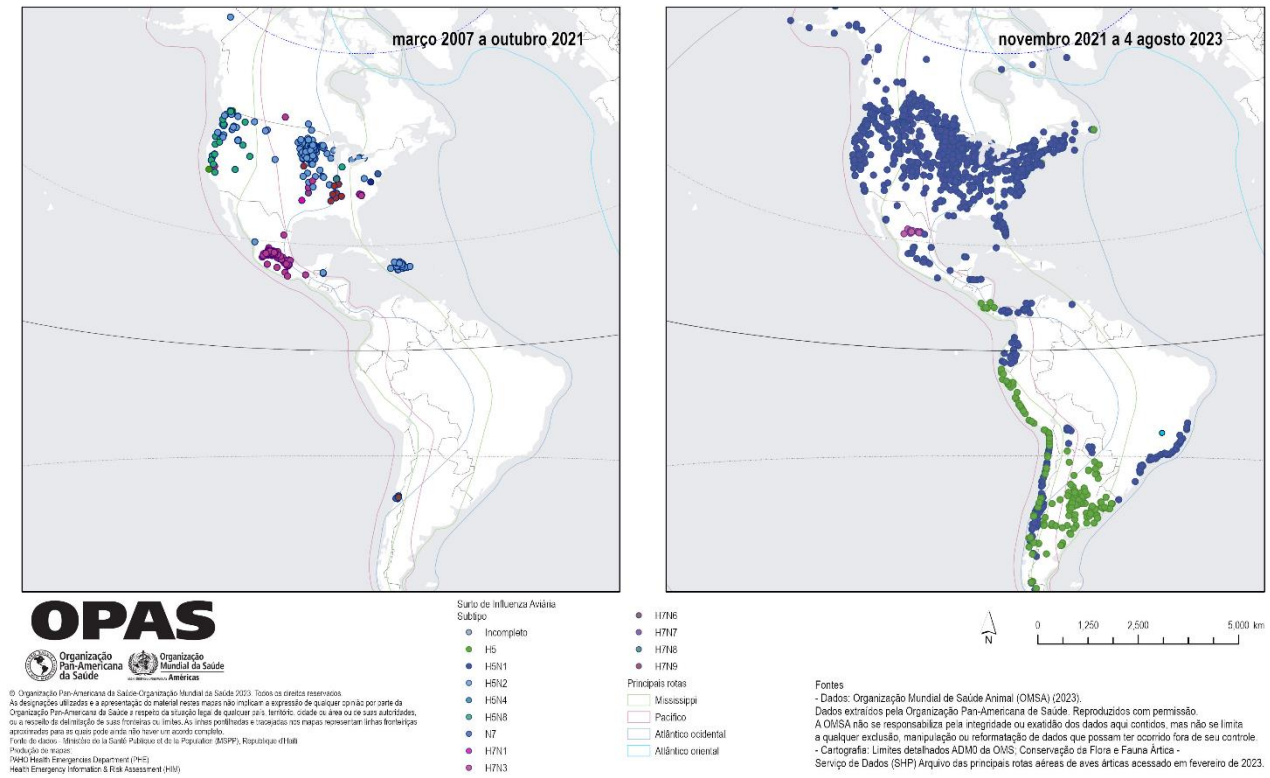 março 2007 a outubro 2021
novembro 2021 a 4 agosto 2023
OPAS
Organização
Pan-Americana
da Saúde
Organização
Mundial da Saúde
Américas
© Organização Pan-Americana da Saúde-Organização Mundial da Saúde 2023. Todos os direitos reservados.
As designações utilizadas e a apresentação do material nestes mapas não implicam a expressão de qualquer opinião por parte da
Organização Pan-Americana da Saúde a respeito da situação legal de qualquer país, território, cidade ou área ou de suas autoridades,
ou a respeito da delimitação de suas fronteiras ou limites. As linhas pontilhadas e tracejadas nos mapas representam linhas fronteiriças
aproximadas para as quais pode ainda não haver um acordo completo.
Fonte de dados - Ministère de la Santé Publique et de la Population (MSPP), Republique d'Haiti
Produção de mapas:
PAHO Health Emergencies Department (PHE)
Health Emergency Information & Risk Assessment (HIM)
Surto de Influenza Aviária
Subtipo
Incompleto
H5
H5N1
H5N2
H5N4
H5N8
N7
H7N1
H7N3
H7N6
H7N7
H7N8
H7N9
Principais rotas
Mississippi
Pacífico
Atlântico ocidental
Atlântico oriental
N
0 1,250 2,500 5,000 km
Fontes
- Dados: Organização Mundial de Saúde Animal (OMSA) (2023).
Dados extraídos pela Organização Pan-Americana de Saúde. Reproduzidos com permissão.
A OMSA não se responsabiliza pela integridade ou exatidão dos dados aqui contidos, mas não se limita
a qualquer exclusão, manipulação ou reformatação de dados que possam ter ocorrido fora de seu controle.
- Cartografia: Limites detalhados ADM0 da OMS; Conservação da Flora e Fauna Ártica -
Serviço de Dados (SHP) Arquivo das principais rotas aéreas de aves árticas acessado em fevereiro de 2023.